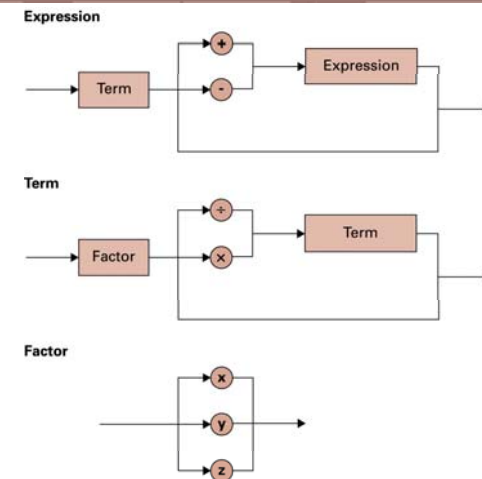 Expression
+
Expression
Term
-
Term
÷
Term
Factor
×
Factor
x
y
z